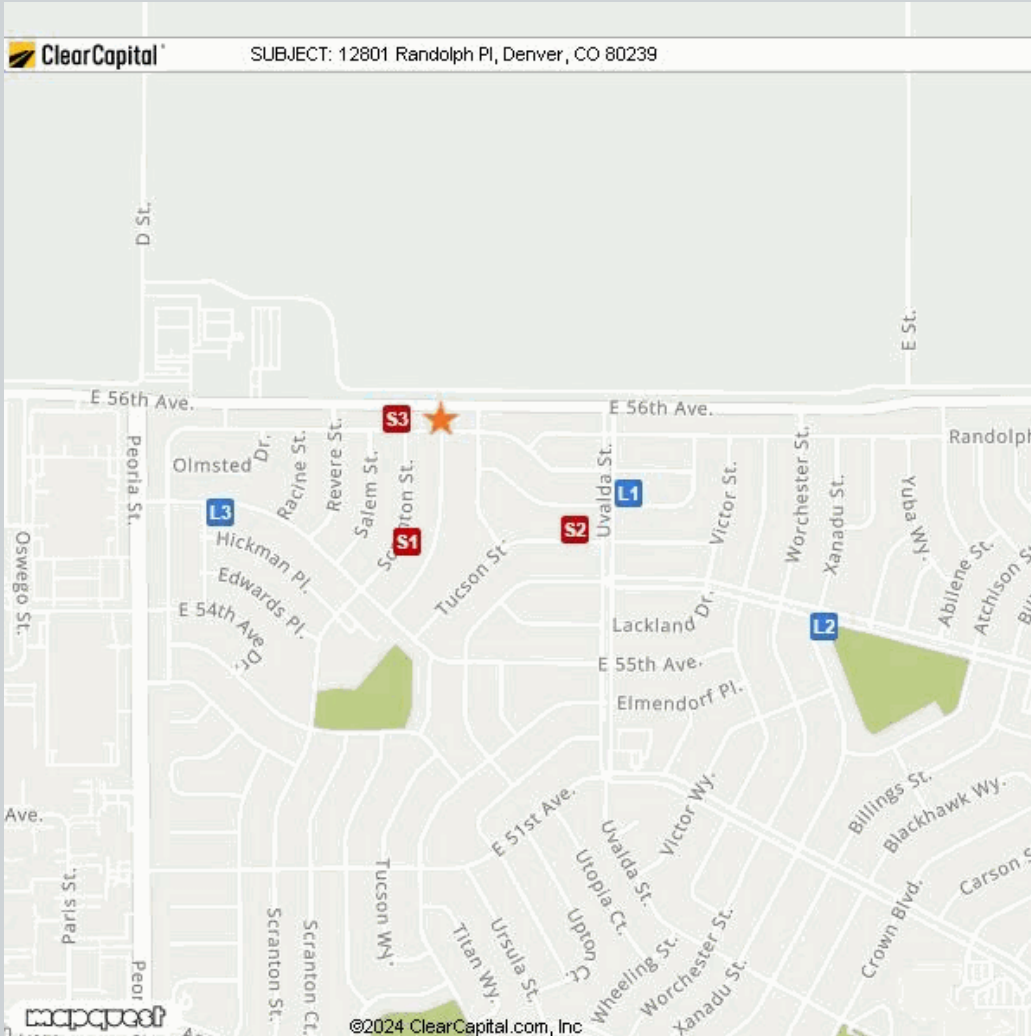 ClearCapital
SUBJECT: 12801 Randolph Pl, Denver, CO 80239
D St.
E St.
E 56th Ave.
E 56th Ave.
S3
Randolph
Peoria St.
Olmsted Dr.
Racine St.
Revere St.
Salem St.
S1
Uvalda St.
L1
Victor St.
Worchester St.
Xanadu St.
Yuba Wy.
L3
S2
Oswego St.
Hickman Pl.
Edwards Pl.
E 54th Ave Dr.
Tucson St.
Abilene St.
Atchison S
Lackland Dr.
L2
E 55th Ave.
Elmendorf Pl.
Ave.
E 51st Ave.
Victor Wy.
Billings St.
Blackhawk Wy.
Uvalda St.
Utopia Ct.
Carson S
Paris St.
Tucson Wy.
Scranton St.
Scranton Ct.
Titan Wy.
Ursula St.
Upton Ct.
Wheeling St.
Worchester St.
Xanadu St.
Crown Blvd.
Peor
mapquest
©2024 ClearCapital.com, Inc